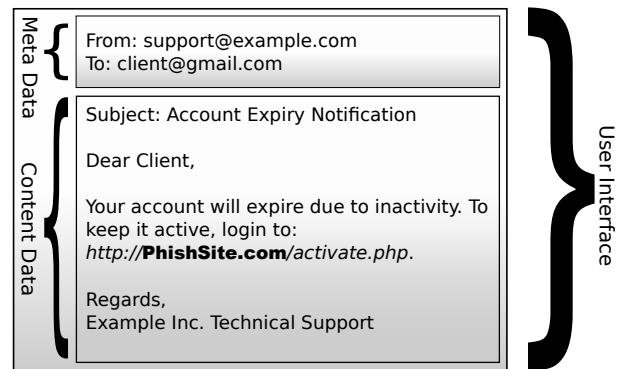 Meta Data
From: support@example.com
To: client@gmail.com
Content Data
Subject: Account Expiry Notification
Dear Client,
Your account will expire due to inactivity. To
keep it active, login to:
http://PhishSite.com/activate.php.
Regards,
Example Inc. Technical Support
User Interface